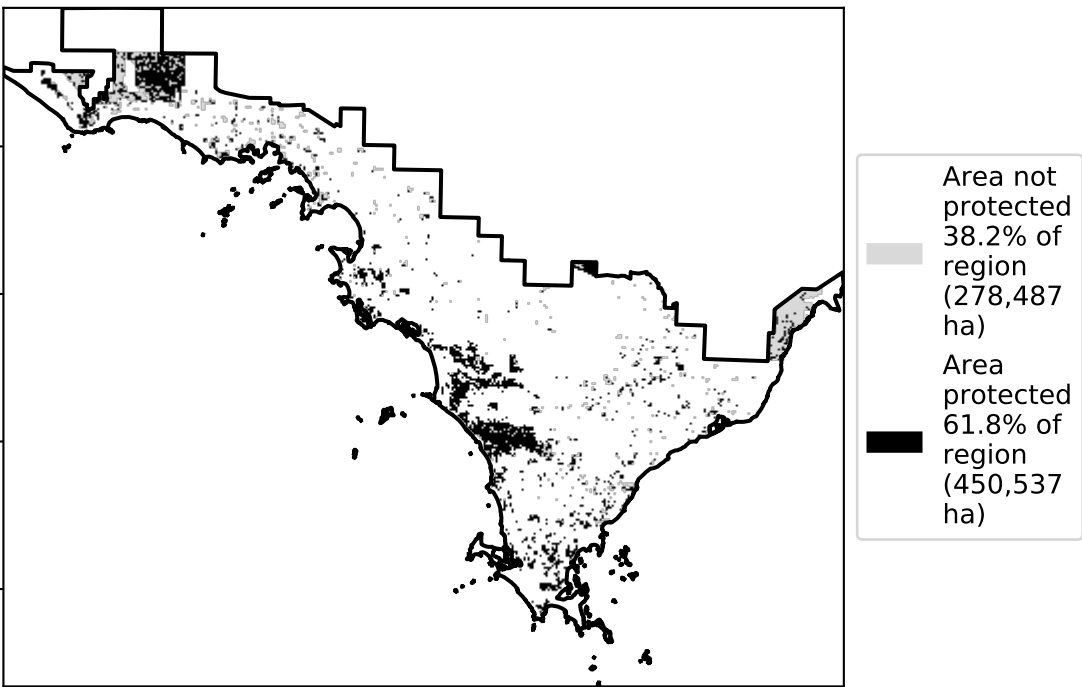 Area not
protected
38.2% of
region
(278,487
ha)
Area
protected
61.8% of
region
(450,537
ha)